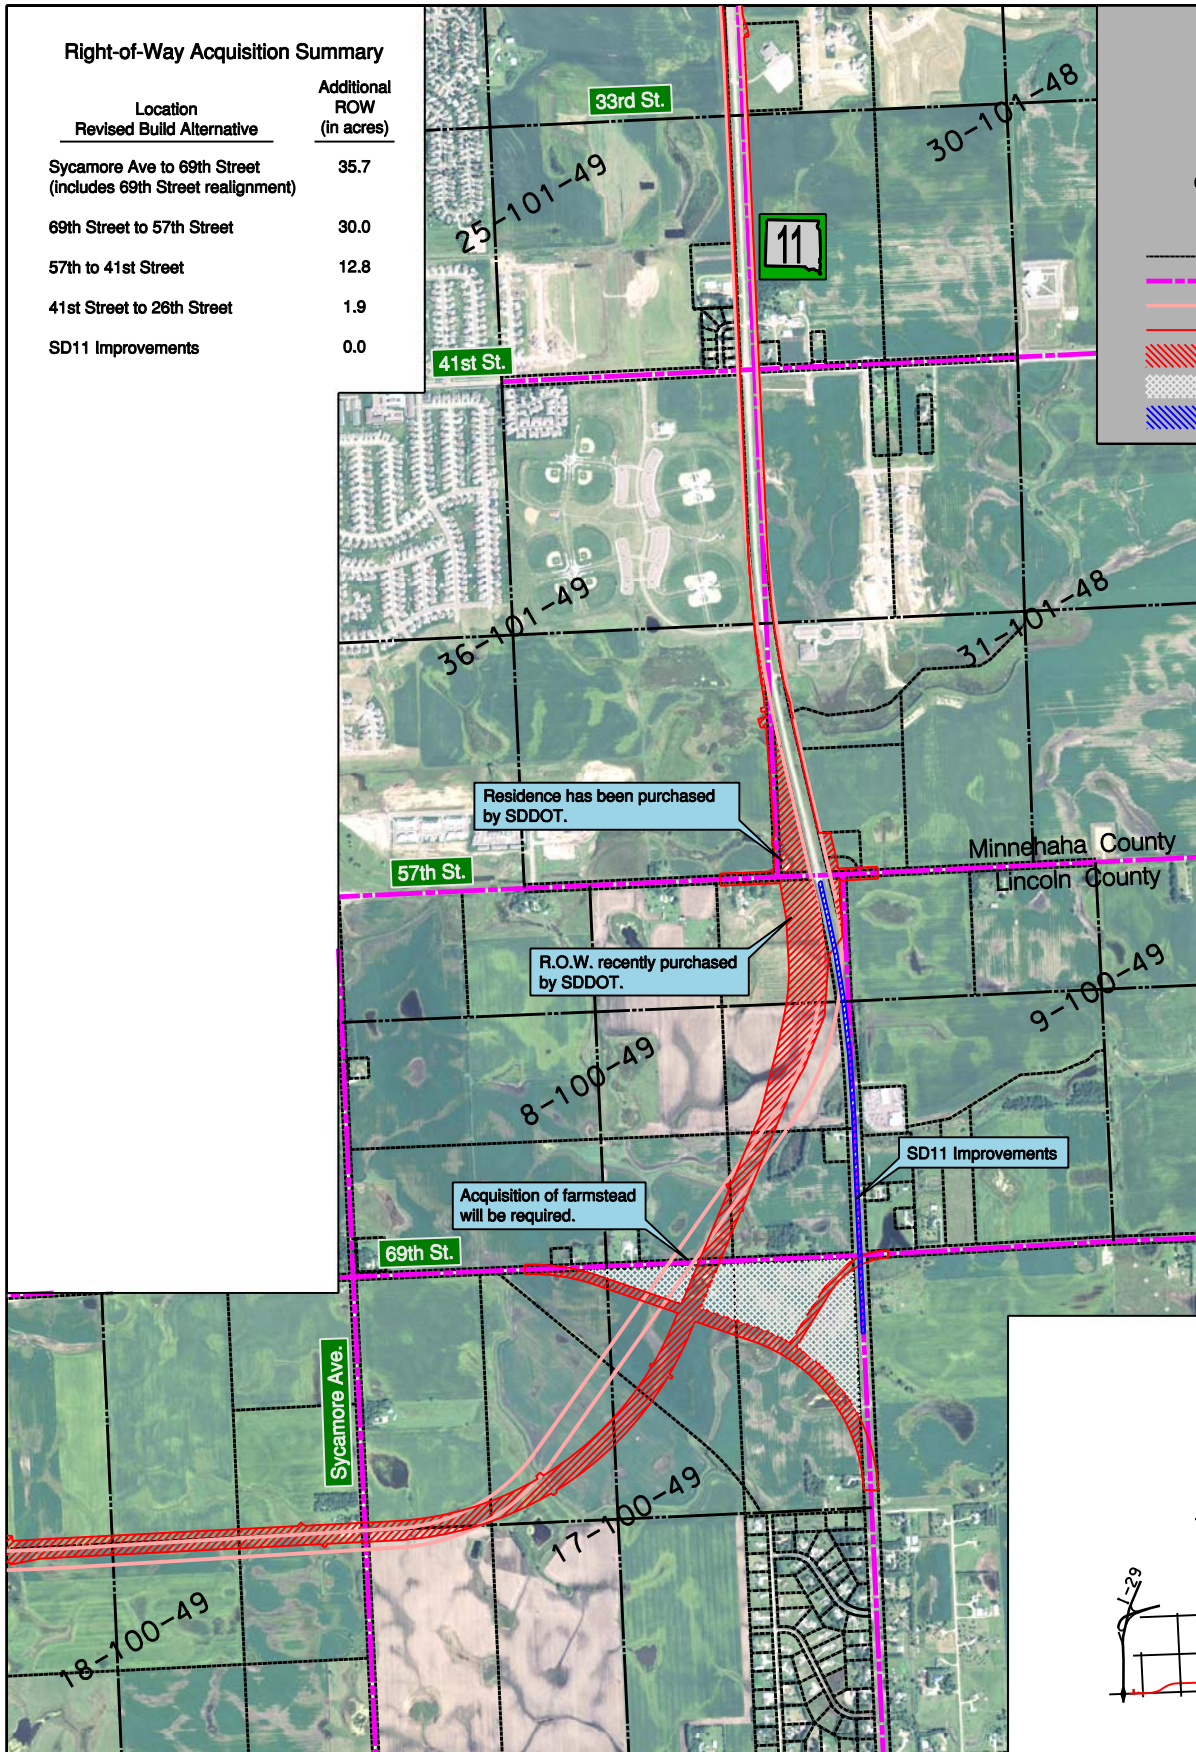 Right-of-Way Acquisition Summary
Location
Revised Build Alternative
Additional
ROW
(in acres)
Sycamore Ave to 69th Street
(includes 69th Street realignment)
35.7
69th Street to 57th Street
30.0
57th to 41st Street
12.8
41st Street to 26th Street
1.9
SD11 Improvements
0.0
33rd St.
30-101-48
25-101-49
11
41st St.
36-101-49
31-101-48
Residence has been purchased
by SDDOT.
57th St.
Minnehaha County
Lincoln County
R.O.W. recently purchased
by SDDOT.
9-100-49
8-100-49
SD11 Improvements
Acquisition of farmstead
will be required.
69th St.
Sycamore Ave.
17-100-49
18-100-49
I-29